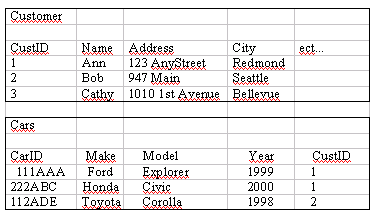 Customer
CustID Name Address City ect...
1 Ann 123 AnyStreet Redmond
2 Bob 947 Main Seattle
3 Cathy 1010 1st Avenue Bellevue
Cars
CarID Make Model Year CustID
111AAA Ford Explorer 1999 1
222ABC Honda Civic 2000 1
112ADE Toyota Corolla 1998 2